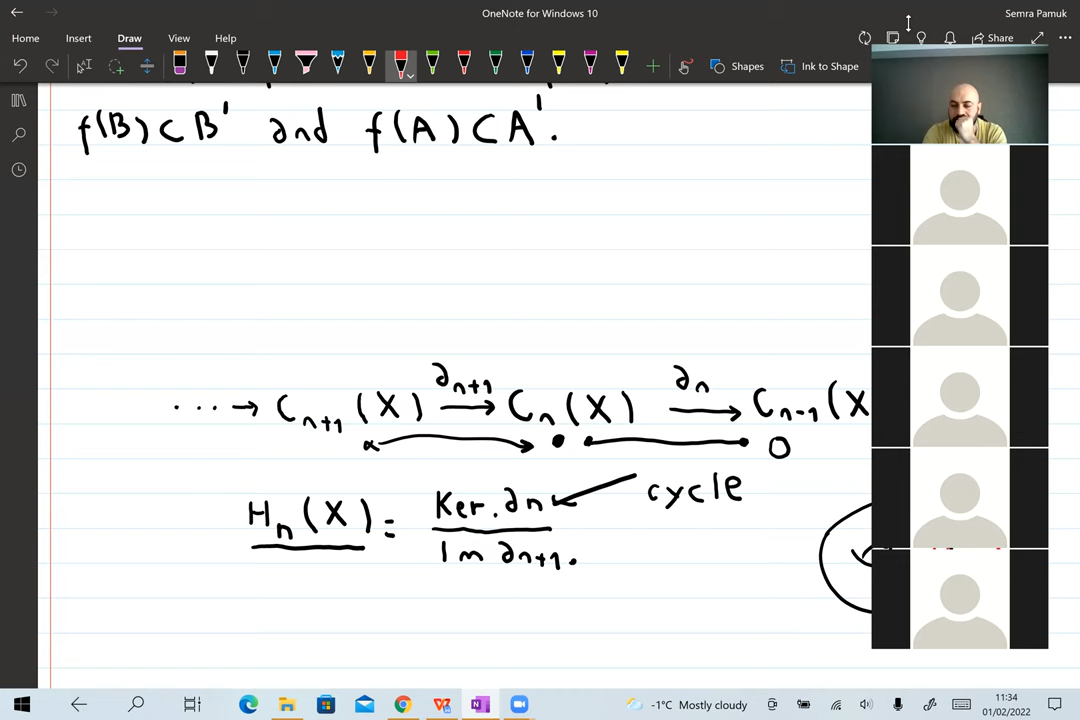 OneNote for Windows 10
Semra Pamuk
Home Insert Draw View Help
Share
Shapes
Ink to Shape
f(B) ⊂ B' and f(A) ⊂ A'.
∂n+1 ∂n
··· → Cn+1 (X) → Cn (X) → Cn-1 (X
α 0
Hn (X) = Ker. ∂n cycle
Im ∂n+1.
-1°C Mostly cloudy
11:34
01/02/2022